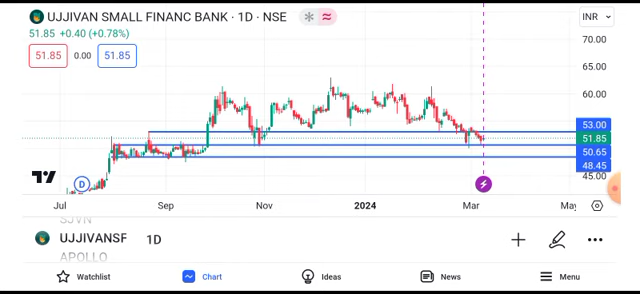 UJJIVAN SMALL FINANC BANK · 1D · NSE
INR
51.85 +0.40 (+0.78%)
51.85 0.00 51.85
70.00
65.00
60.00
53.00
51.85
50.65
48.45
45.00
D
Jul Sep Nov 2024 Mar May
SJVN
UJJIVANSF 1D
APOLLO
Watchlist Chart Ideas News Menu